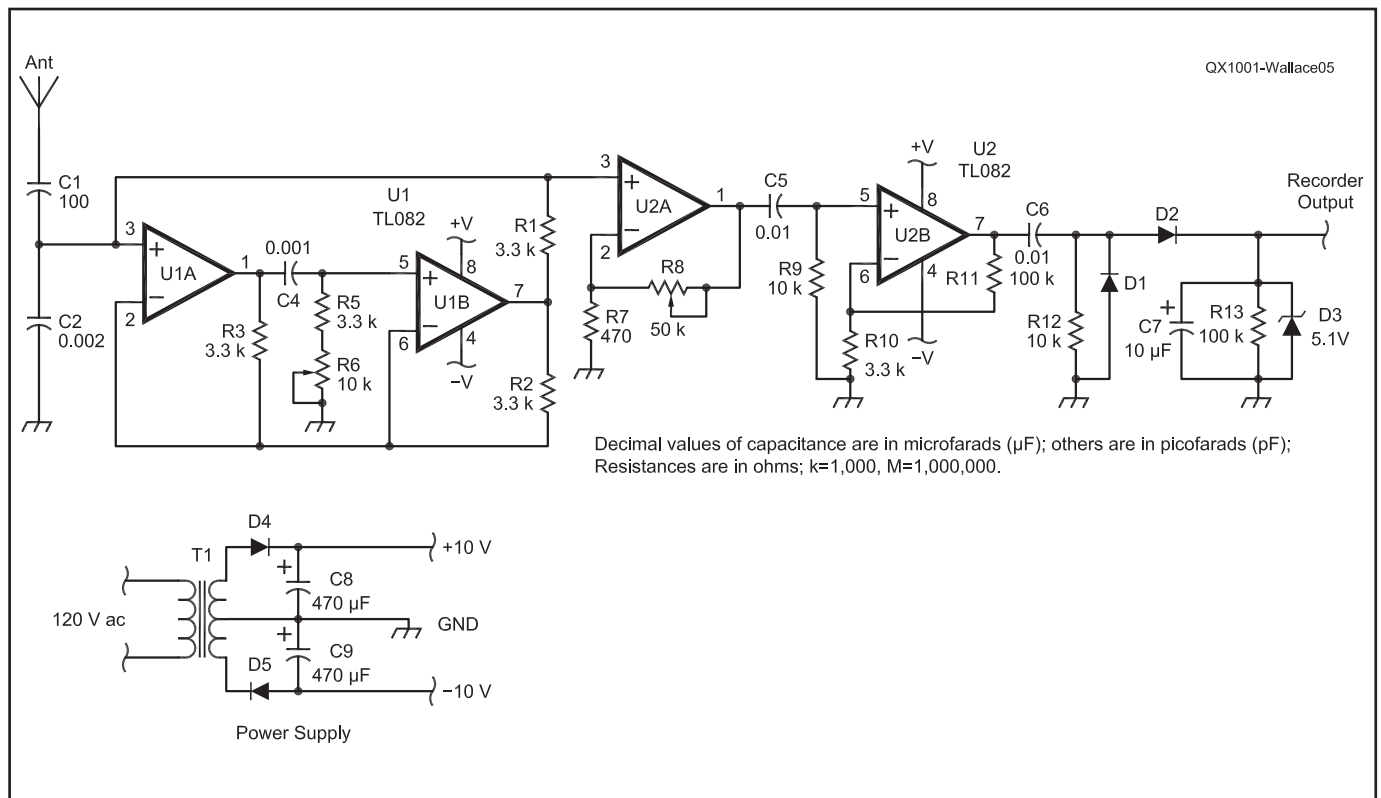 QX1001-Wallace05
Ant
C1
100
C2
0.002
3
+
U1A
−
2
1
0.001
C4
R3
3.3 k
R5
3.3 k
R6
10 k
U1
TL082
+V
8
5
+
U1B
−
6
7
4
−V
R1
3.3 k
R2
3.3 k
3
+
U2A
−
2
1
R7
470
R8
50 k
C5
0.01
R9
10 k
+V
U2
TL082
8
5
+
U2B
−
6
7
4
−V
R11
R10
3.3 k
C6
0.01
100 k
R12
10 k
D1
D2
Recorder
Output
+
C7
10 µF
R13
100 k
D3
5.1V
Decimal values of capacitance are in microfarads (µF); others are in picofarads (pF);
Resistances are in ohms; k=1,000, M=1,000,000.
T1
D4
+10 V
120 V ac
+
C8
470 µF
GND
+
C9
470 µF
D5
−10 V
Power Supply